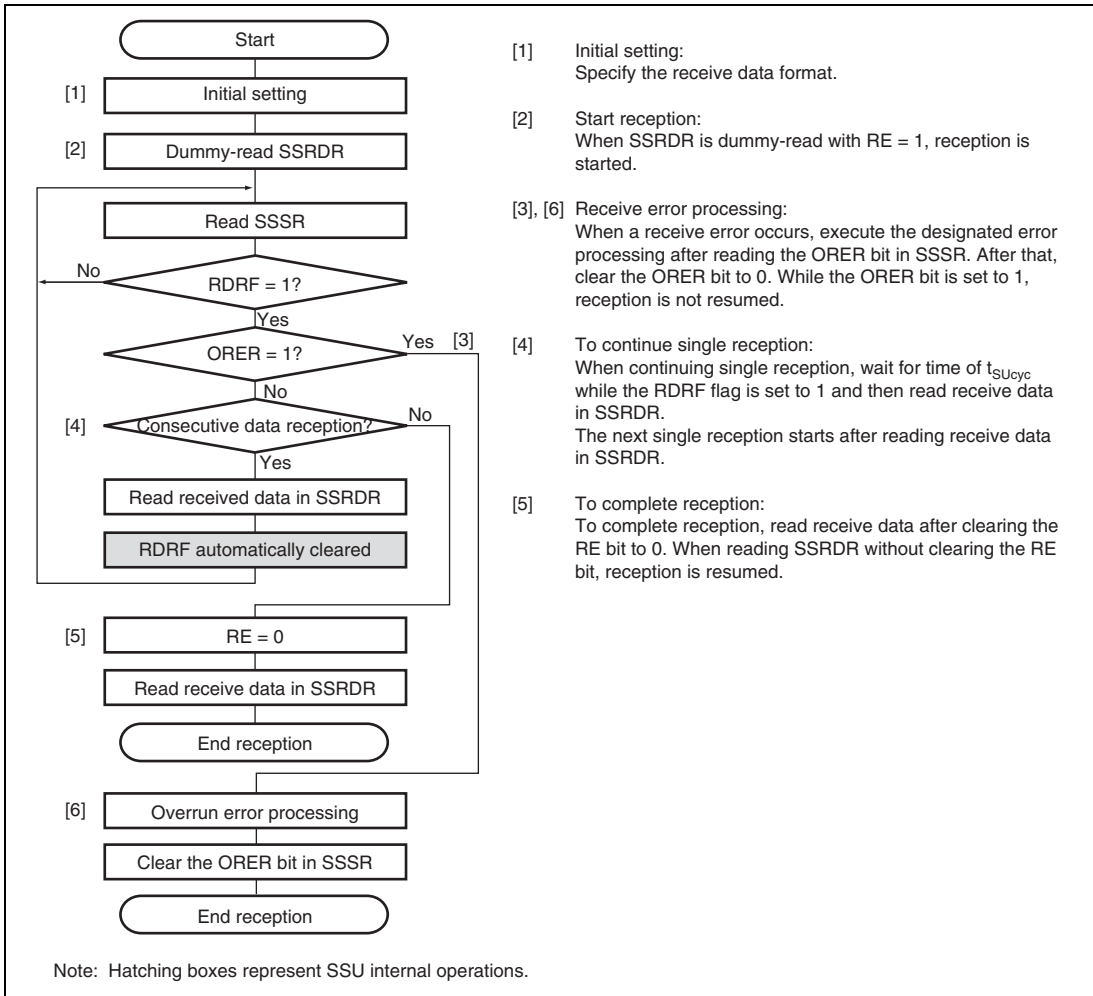 Start
[1] Initial setting
[2] Dummy-read SSRDR
Read SSSR
No
RDRF = 1?
Yes
Yes [3]
ORER = 1?
No
No
[4] Consecutive data reception?
Yes
Read received data in SSRDR
RDRF automatically cleared
[5] RE = 0
Read receive data in SSRDR
End reception
[6] Overrun error processing
Clear the ORER bit in SSSR
End reception
[1] Initial setting:
Specify the receive data format.
[2] Start reception:
When SSRDR is dummy-read with RE = 1, reception is
started.
[3], [6] Receive error processing:
When a receive error occurs, execute the designated error
processing after reading the ORER bit in SSSR. After that,
clear the ORER bit to 0. While the ORER bit is set to 1,
reception is not resumed.
[4] To continue single reception:
When continuing single reception, wait for time of tSUcyc
while the RDRF flag is set to 1 and then read receive data
in SSRDR.
The next single reception starts after reading receive data
in SSRDR.
[5] To complete reception:
To complete reception, read receive data after clearing the
RE bit to 0. When reading SSRDR without clearing the RE
bit, reception is resumed.
Note: Hatching boxes represent SSU internal operations.